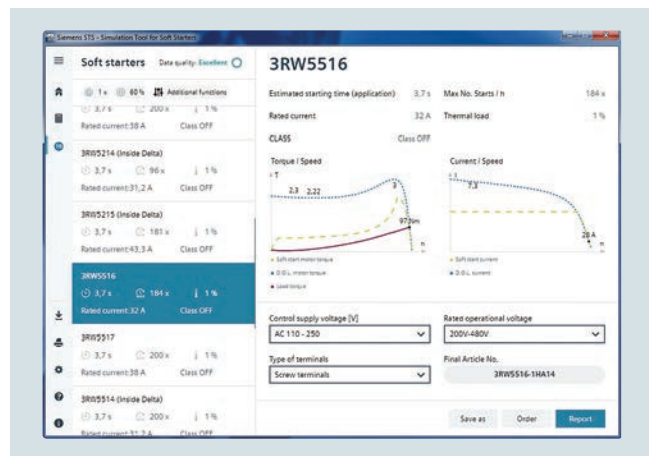 Siemens STS - Simulation Tool for Soft Starters
Soft starters Data quality: Excellent
1x 60 % Additional functions
3,7 s 200 x 1 %
Rated current:38 A Class OFF
3RW5214 (Inside Delta)
3,7 s 96 x 1 %
Rated current:31,2 A Class OFF
3RW5215 (Inside Delta)
3,7 s 181 x 1 %
Rated current:43,3 A Class OFF
3RW5516
3,7 s 184 x 1 %
Rated current:32 A Class OFF
3RW5517
3,7 s 200 x 1 %
Rated current:38 A Class OFF
3RW5514 (Inside Delta)
3,7 s 200 x 1 %
Rated current:31,2 A Class OFF
3RW5516
Estimated starting time (application) 3,7 s Max No. Starts / h 184 x
Rated current 32 A Thermal load 1 %
CLASS Class OFF
Torque / Speed
T
2,3 2,22 3
97 Nm
n
Soft start motor torque
D.O.L. motor torque
Load torque
Current / Speed
I
7,3
28 A
n
Soft start current
D.O.L. current
Control supply voltage [V] Rated operational voltage
AC 110 - 250 200V-480V
Type of terminals Final Article No.
Screw terminals 3RW5516-1HA14
Save as Order Report